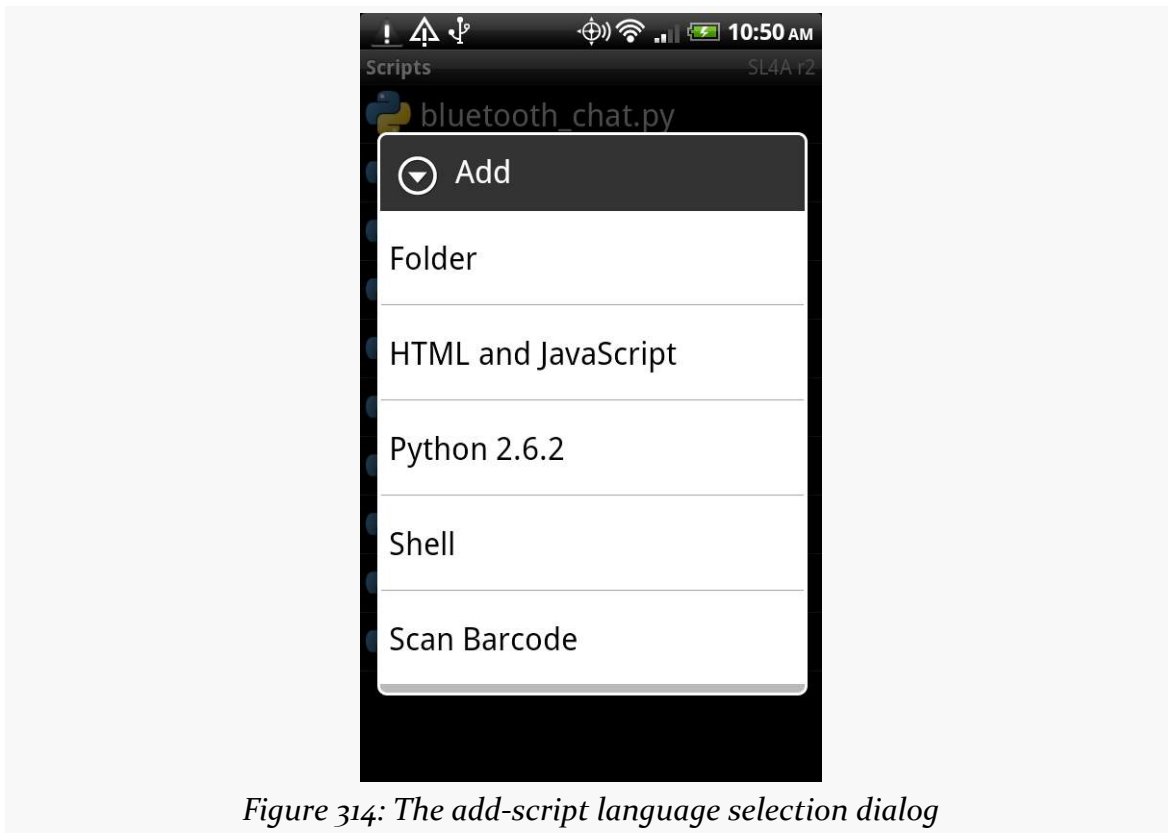 10:50 AM
Scripts SL4A r2
bluetooth_chat.py
Add
Folder
HTML and JavaScript
Python 2.6.2
Shell
Scan Barcode
Figure 314: The add-script language selection dialog